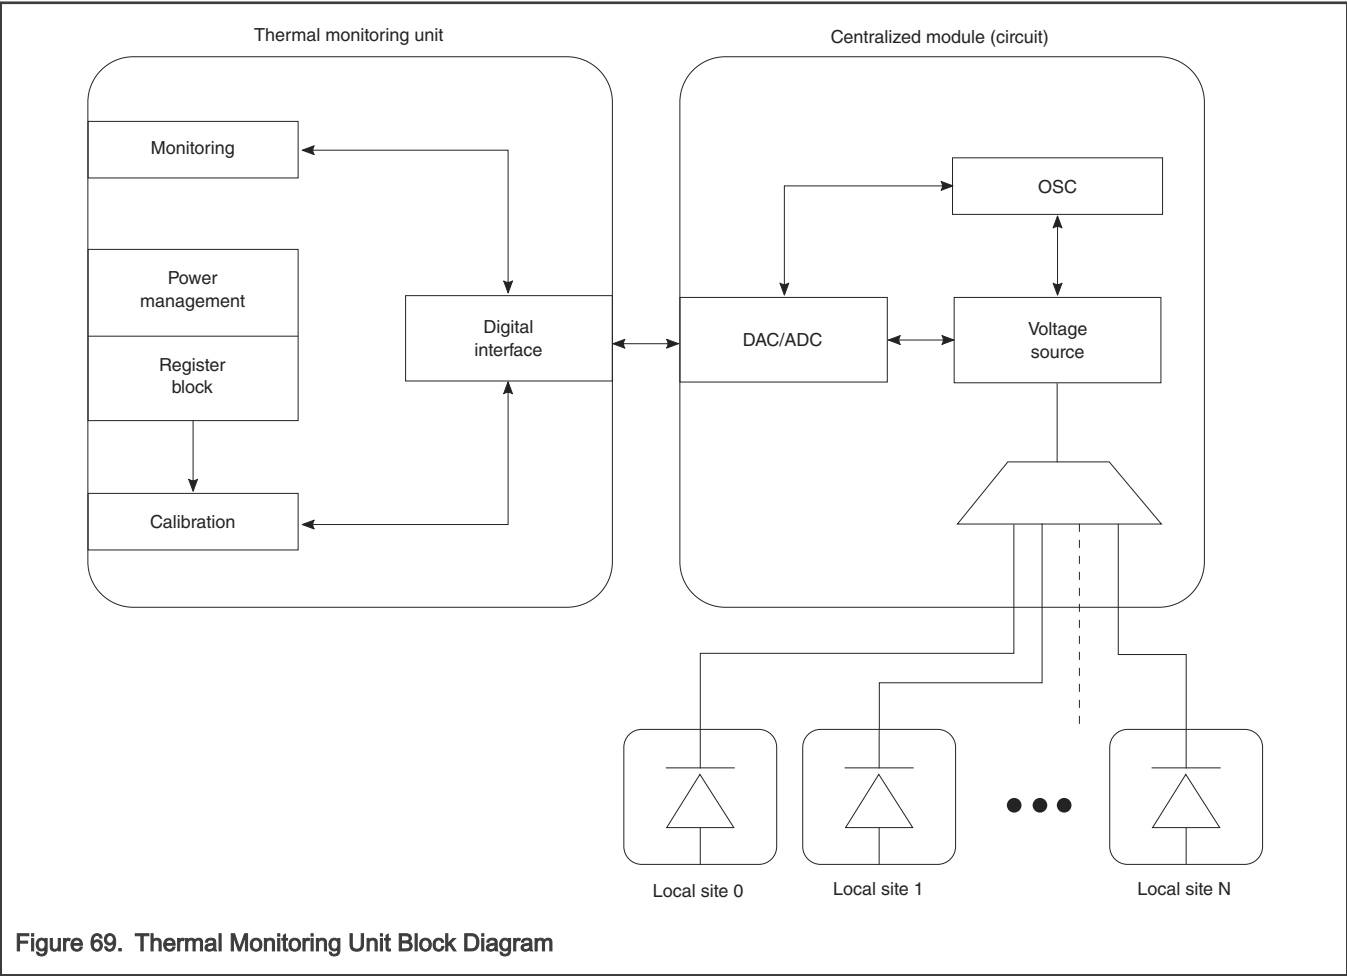 Thermal monitoring unit
Centralized module (circuit)
Monitoring
OSC
Power
management
Digital
interface
DAC/ADC
Voltage
source
Register
block
Calibration
Local site 0
Local site 1
Local site N
Figure 69. Thermal Monitoring Unit Block Diagram